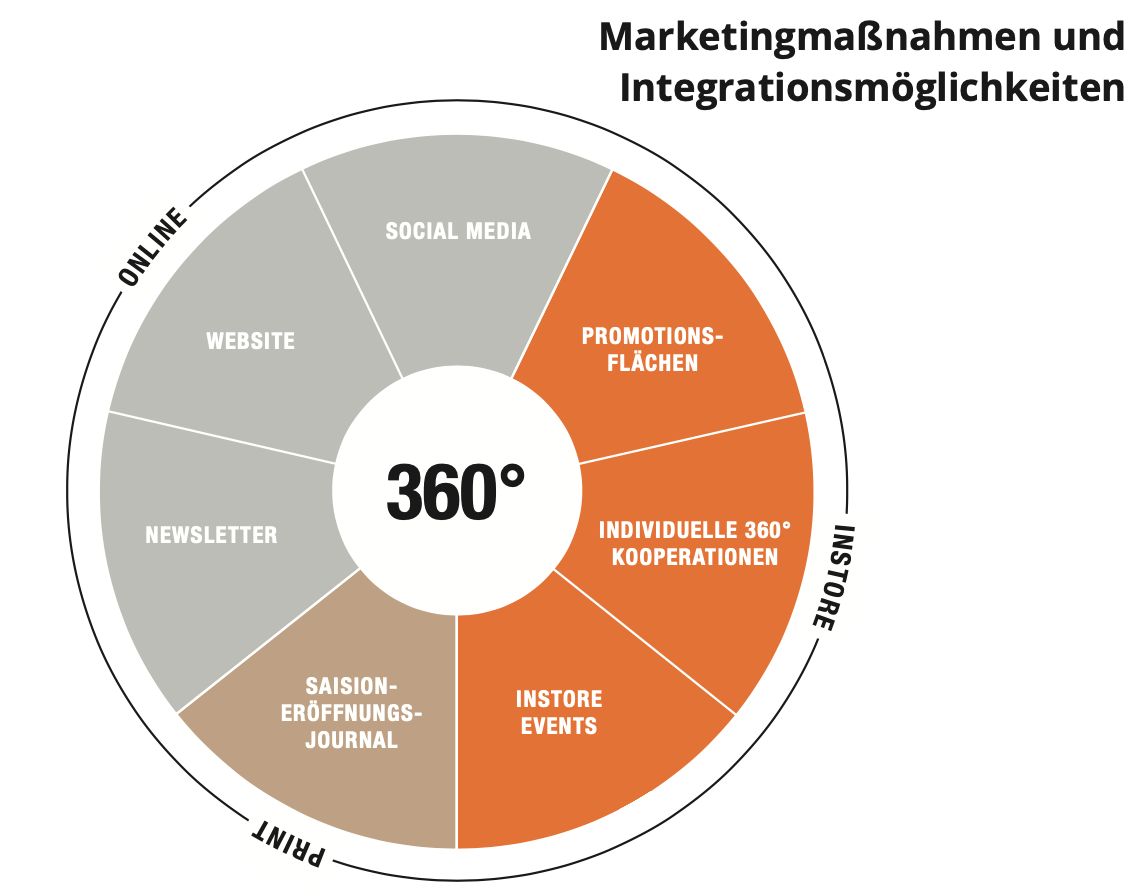 Marketingmaßnahmen und
Integrationsmöglichkeiten
ONLINE
SOCIAL MEDIA
WEBSITE
PROMOTIONS-
FLÄCHEN
360°
NEWSLETTER
INDIVIDUELLE 360°
KOOPERATIONEN
INSTORE
SAISION-
ERÖFFNUNGS-
JOURNAL
INSTORE
EVENTS
PRINT